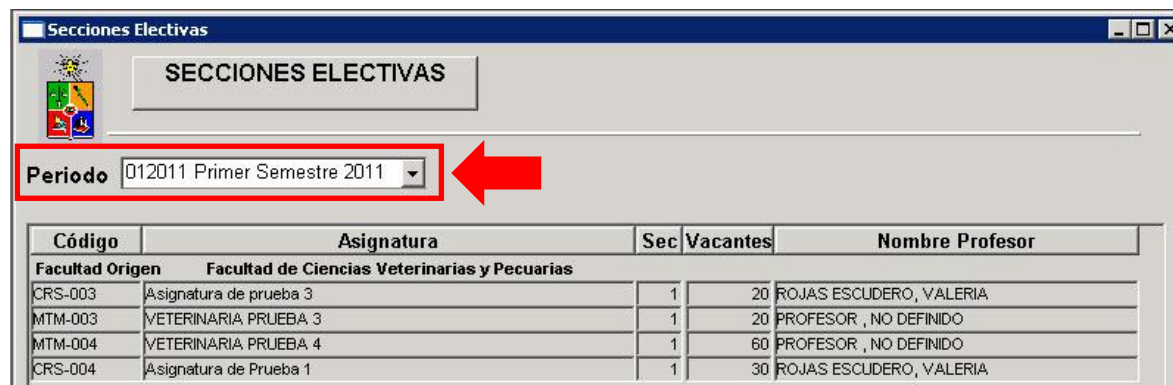 Secciones Electivas
SECCIONES ELECTIVAS
Periodo 012011 Primer Semestre 2011
Código Asignatura Sec Vacantes Nombre Profesor
Facultad Origen Facultad de Ciencias Veterinarias y Pecuarias
CRS-003 Asignatura de prueba 3 1 20 ROJAS ESCUDERO, VALERIA
MTM-003 VETERINARIA PRUEBA 3 1 20 PROFESOR , NO DEFINIDO
MTM-004 VETERINARIA PRUEBA 4 1 60 PROFESOR , NO DEFINIDO
CRS-004 Asignatura de Prueba 1 1 30 ROJAS ESCUDERO, VALERIA